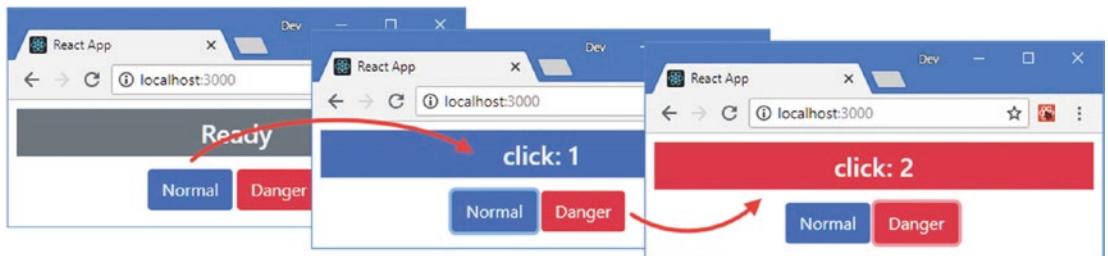 Dev
React App
localhost:3000
Ready
Normal Danger
Dev
React App
localhost:3000
click: 1
Normal Danger
Dev
React App
localhost:3000
click: 2
Normal Danger